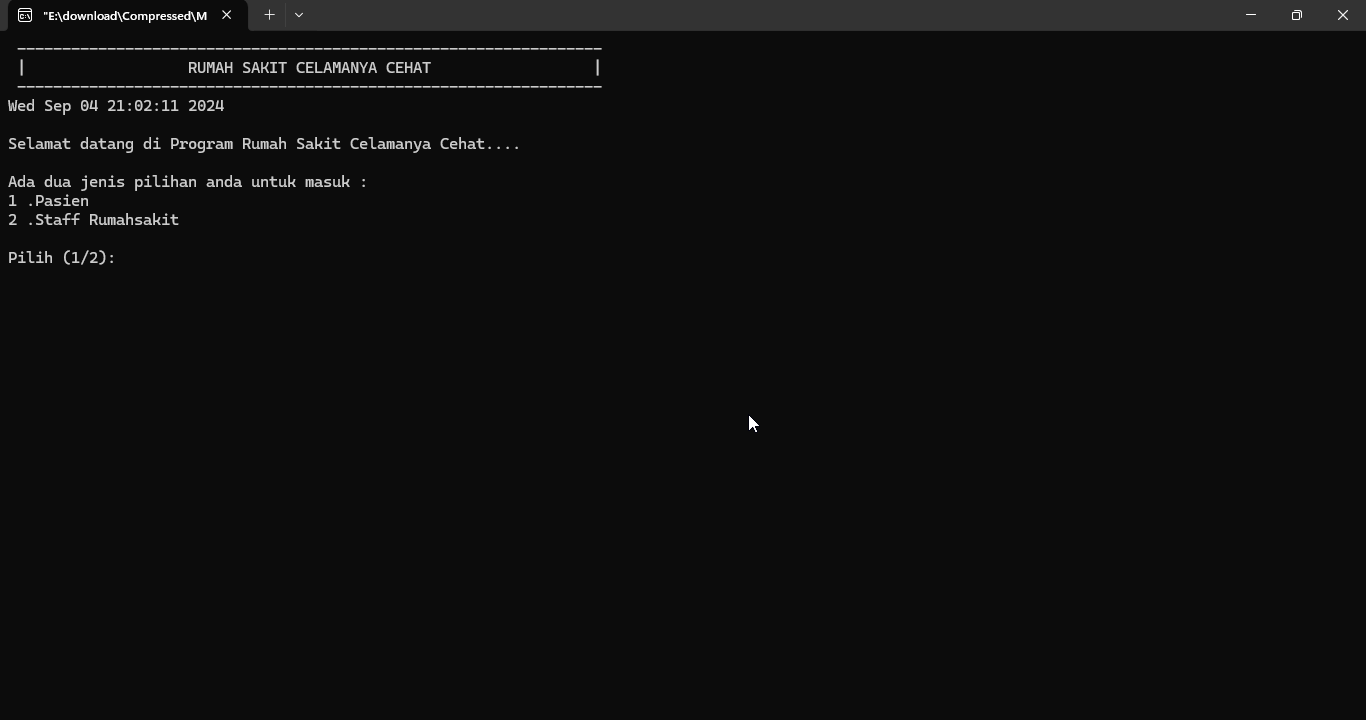 "E:\download\Compressed\M
----------------------------------------------------------------- 
| RUMAH SAKIT CELAMANYA CEHAT |
-----------------------------------------------------------------
Wed Sep 04 21:02:11 2024
Selamat datang di Program Rumah Sakit Celamanya Cehat....
Ada dua jenis pilihan anda untuk masuk :
1 .Pasien
2 .Staff Rumahsakit
Pilih (1/2):